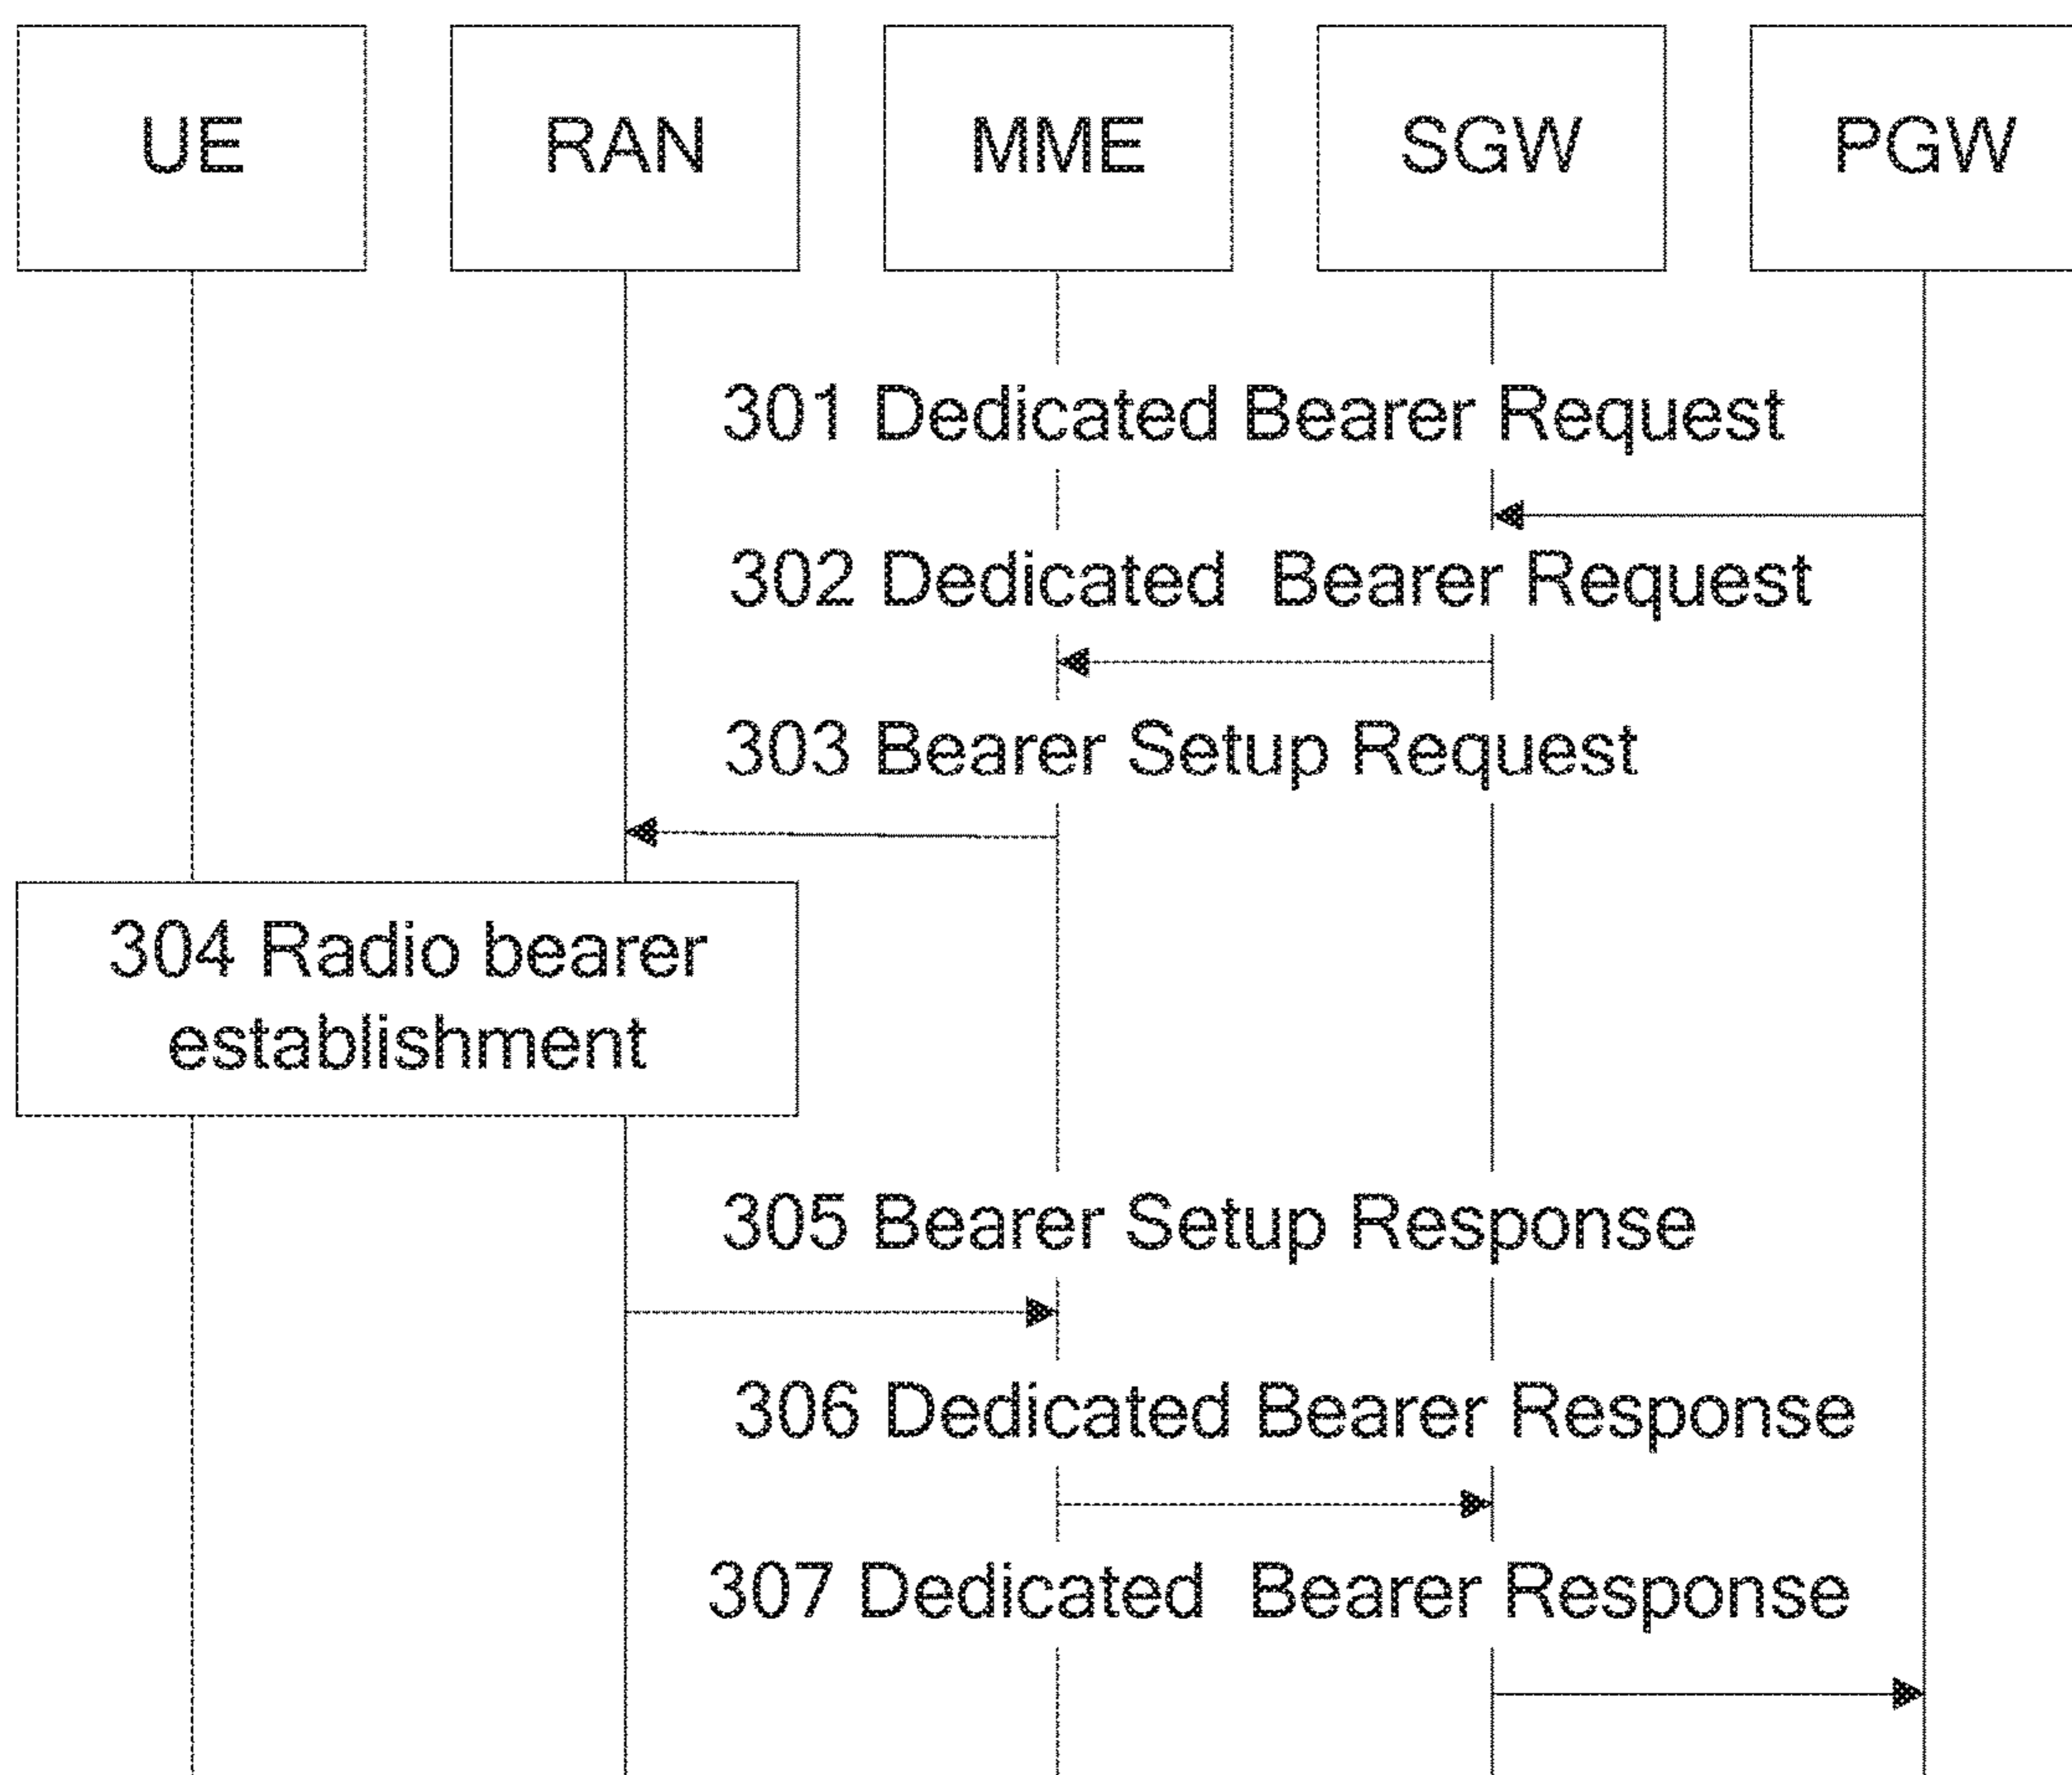 UE
RAN
MME
SGW
PGW
301 Dedicated Bearer Request
302 Dedicated Bearer Request
303 Bearer Setup Request
304 Radio bearer
establishment
305 Bearer Setup Response
306 Dedicated Bearer Response
307 Dedicated Bearer Response